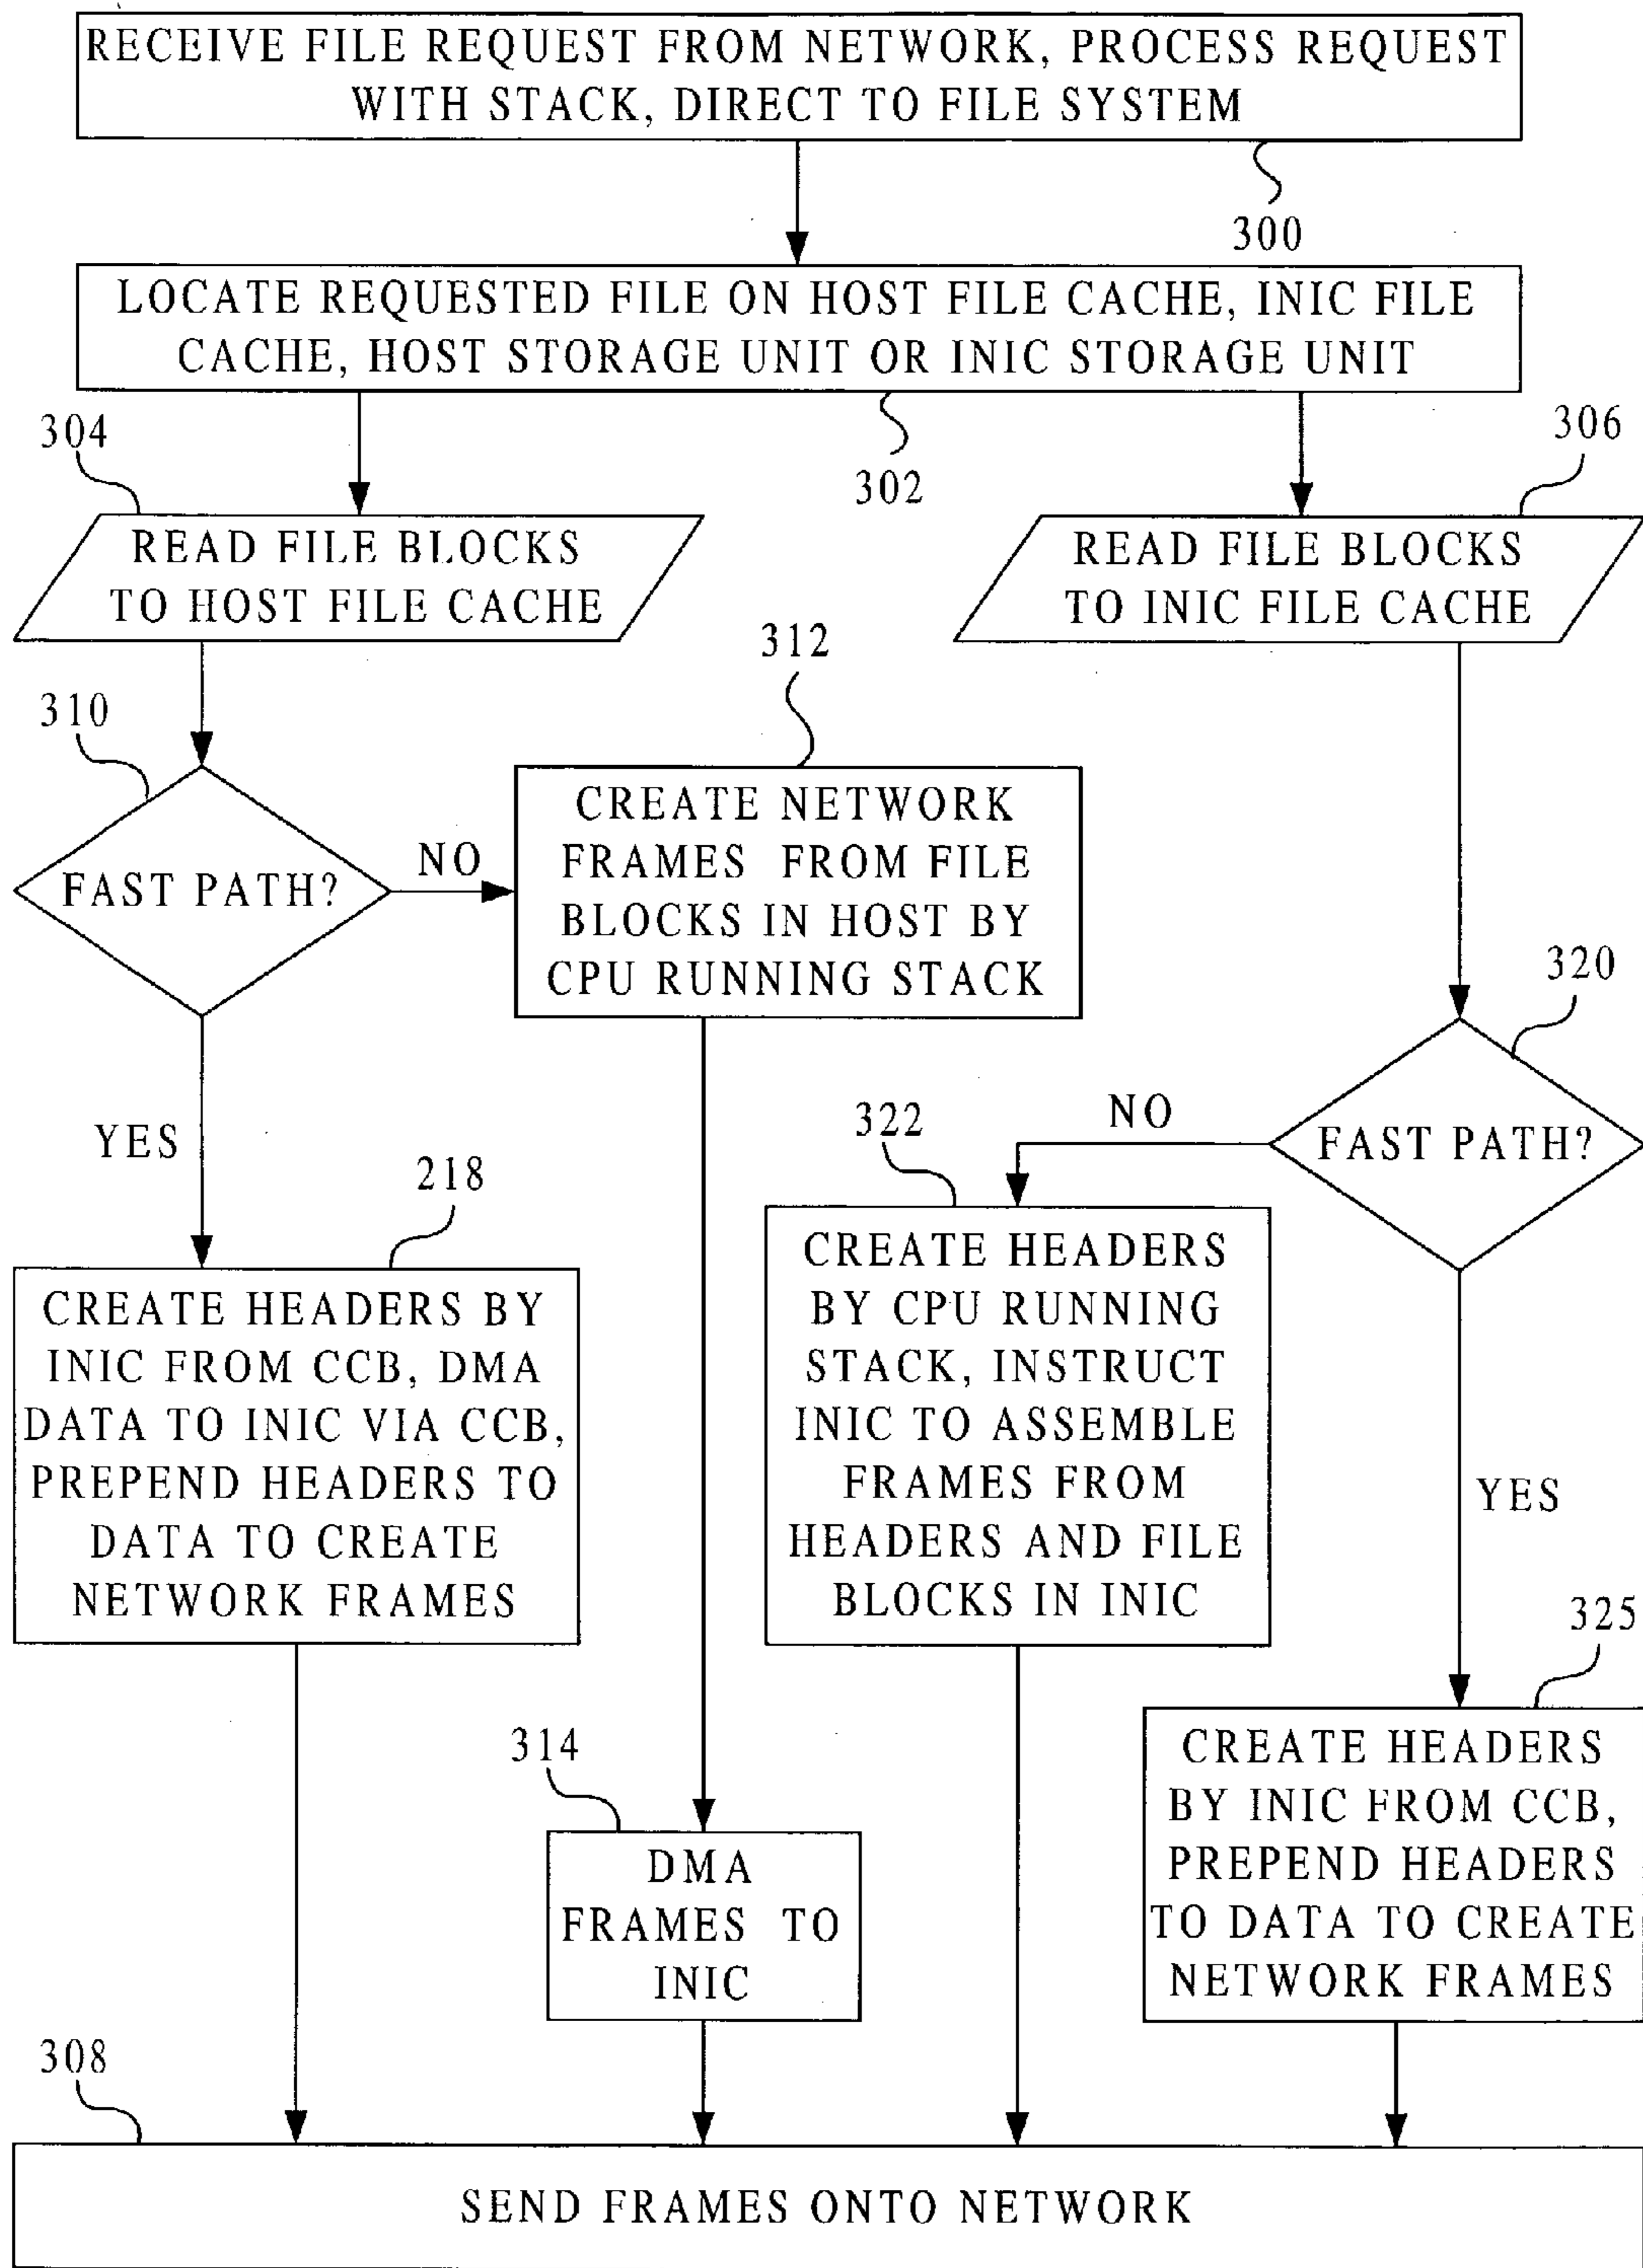 RECEIVE FILE REQUEST FROM NETWORK, PROCESS REQUEST
WITH STACK, DIRECT TO FILE SYSTEM
300
LOCATE REQUESTED FILE ON HOST FILE CACHE, INIC FILE
CACHE, HOST STORAGE UNIT OR INIC STORAGE UNIT
302
304
READ FILE BLOCKS
TO HOST FILE CACHE
306
READ FILE BLOCKS
TO INIC FILE CACHE
310
FAST PATH?
NO
YES
312
CREATE NETWORK
FRAMES FROM FILE
BLOCKS IN HOST BY
CPU RUNNING STACK
320
FAST PATH?
NO
YES
218
CREATE HEADERS BY
INIC FROM CCB, DMA
DATA TO INIC VIA CCB,
PREPEND HEADERS TO
DATA TO CREATE
NETWORK FRAMES
322
CREATE HEADERS
BY CPU RUNNING
STACK, INSTRUCT
INIC TO ASSEMBLE
FRAMES FROM
HEADERS AND FILE
BLOCKS IN INIC
314
DMA
FRAMES TO
INIC
325
CREATE HEADERS
BY INIC FROM CCB,
PREPEND HEADERS
TO DATA TO CREATE
NETWORK FRAMES
308
SEND FRAMES ONTO NETWORK